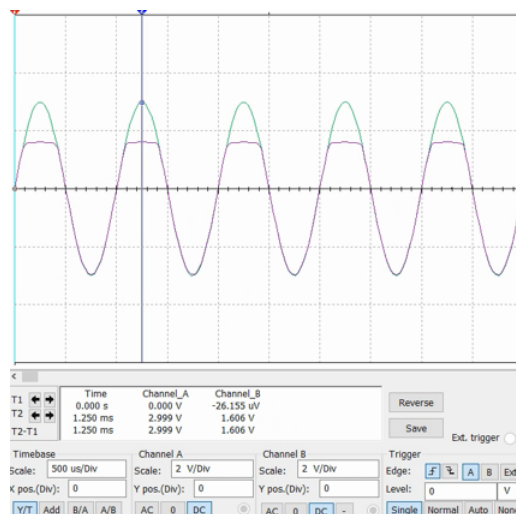 Time Channel_A Channel_B
T1 0.000 s 0.000 V -26.155 uV
T2 1.250 ms 2.999 V 1.606 V
T2-T1 1.250 ms 2.999 V 1.606 V
Reverse
Save
Ext. trigger
Timebase
Scale: 500 us/Div
X pos.(Div): 0
Y/T Add B/A A/B
Channel A
Scale: 2 V/Div
Y pos.(Div): 0
AC 0 DC
Channel B
Scale: 2 V/Div
Y pos.(Div): 0
AC 0 DC -
Trigger
Edge: A B Ext
Level: 0 V
Single Normal Auto None